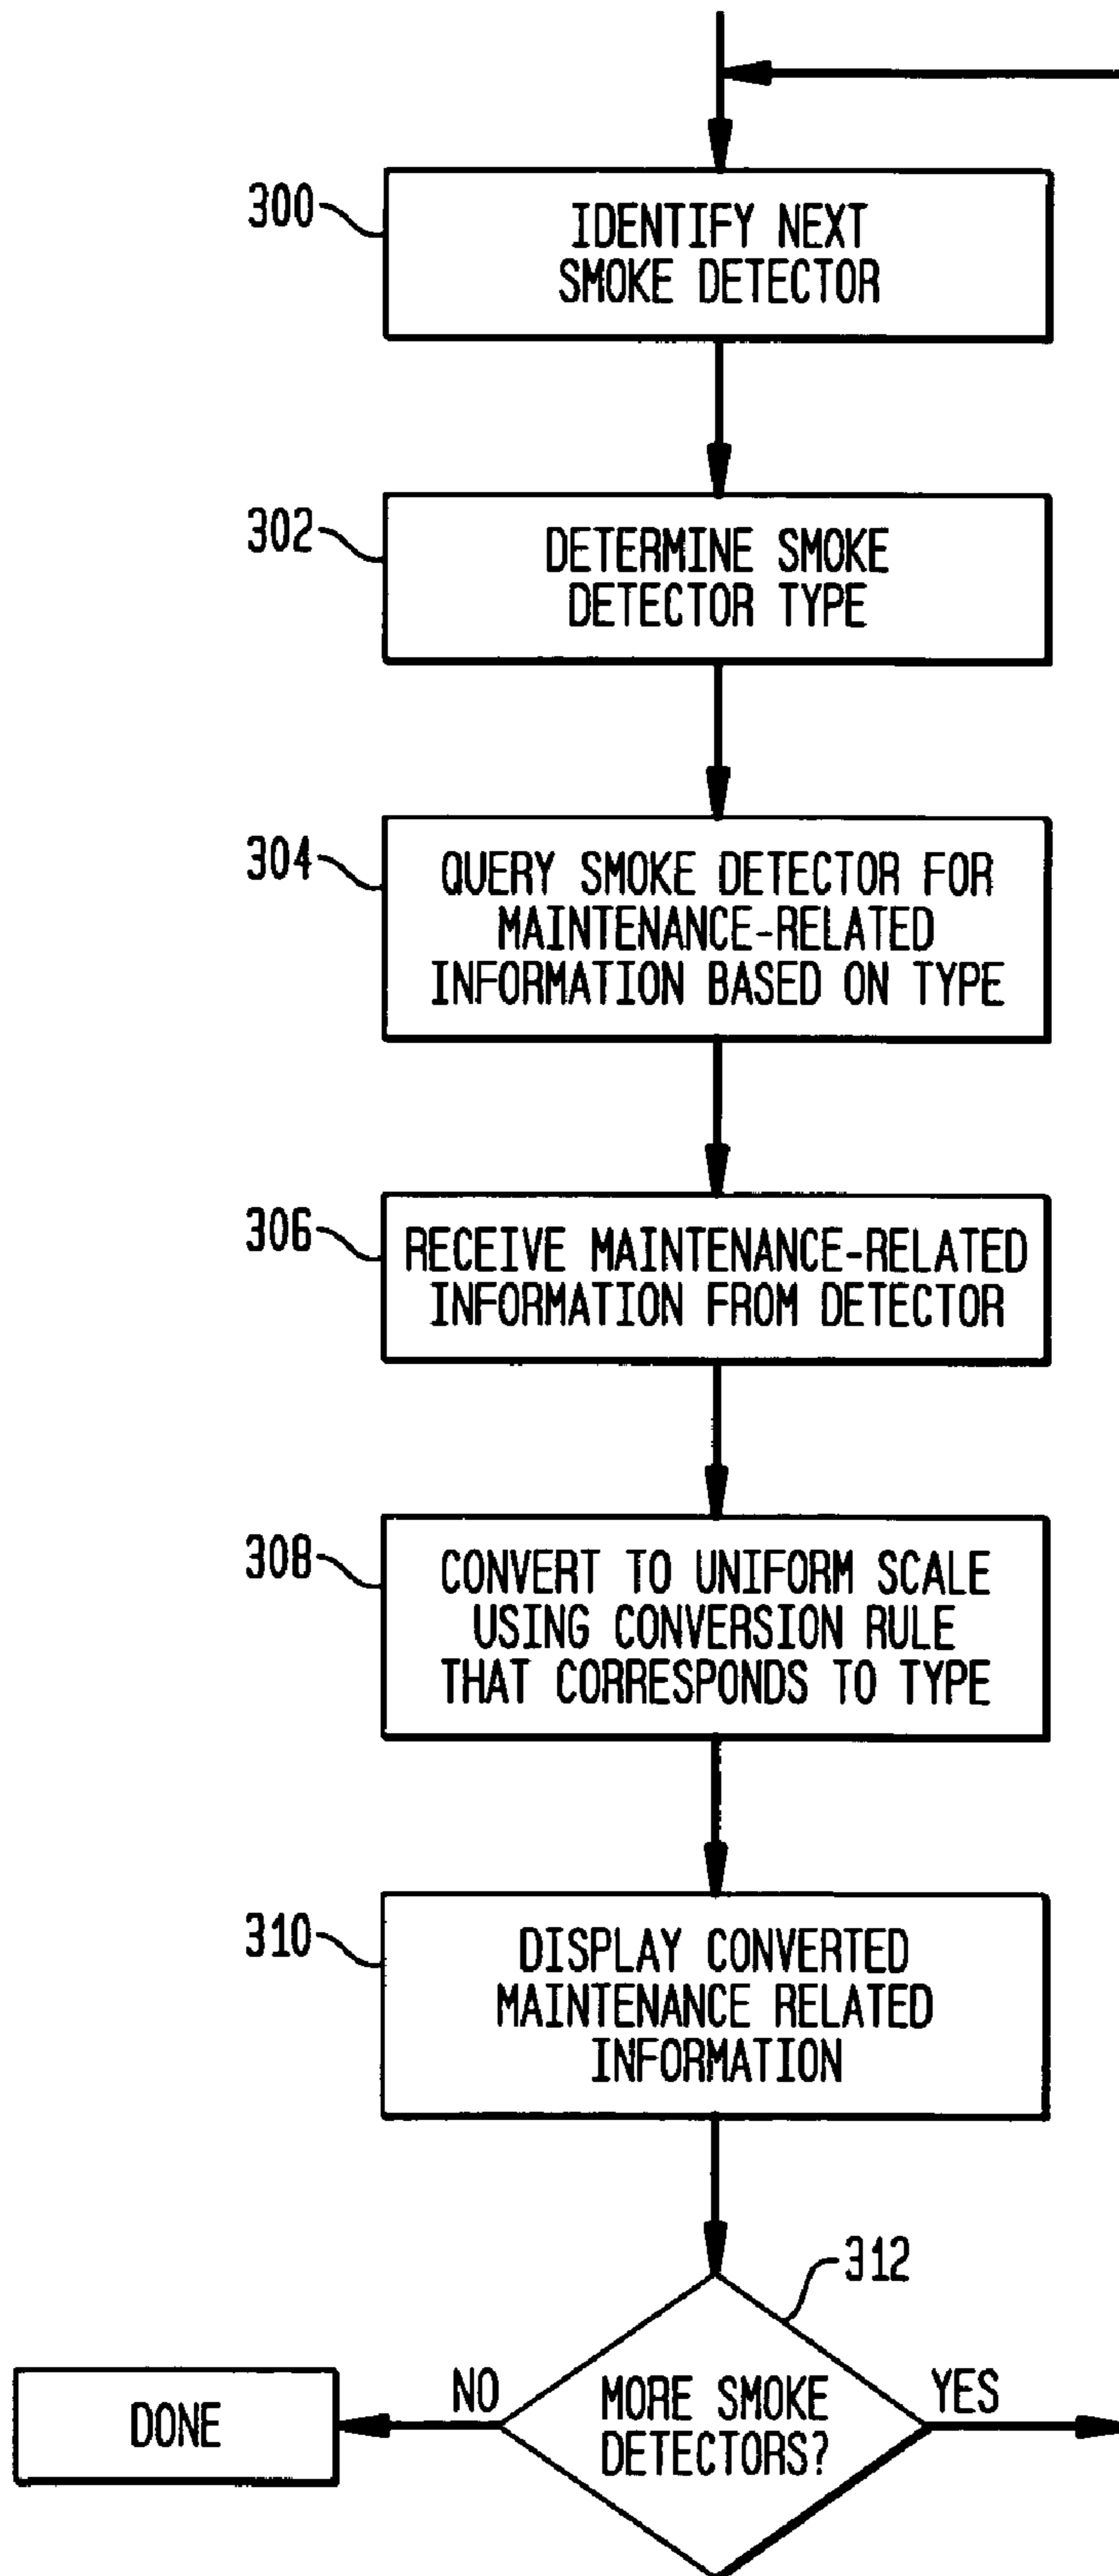 300
IDENTIFY NEXT
SMOKE DETECTOR
302
DETERMINE SMOKE
DETECTOR TYPE
304
QUERY SMOKE DETECTOR FOR
MAINTENANCE-RELATED
INFORMATION BASED ON TYPE
306
RECEIVE MAINTENANCE-RELATED
INFORMATION FROM DETECTOR
308
CONVERT TO UNIFORM SCALE
USING CONVERSION RULE
THAT CORRESPONDS TO TYPE
310
DISPLAY CONVERTED
MAINTENANCE RELATED
INFORMATION
312
MORE SMOKE
DETECTORS?
NO
YES
DONE